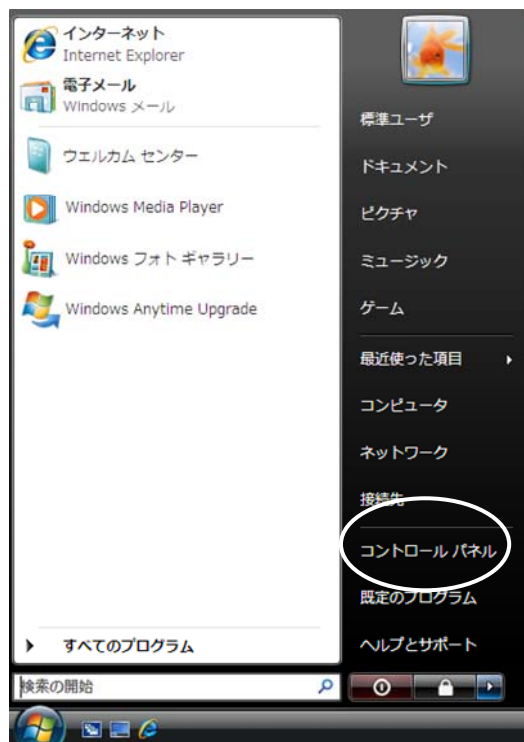 インターネット
Internet Explorer
電子メール
Windows メール
ウェルカム センター
Windows Media Player
Windows フォト ギャラリー
Windows Anytime Upgrade
すべてのプログラム
検索の開始
標準ユーザ
ドキュメント
ピクチャ
ミュージック
ゲーム
最近使った項目
コンピュータ
ネットワーク
接続先
コントロール パネル
既定のプログラム
ヘルプとサポート